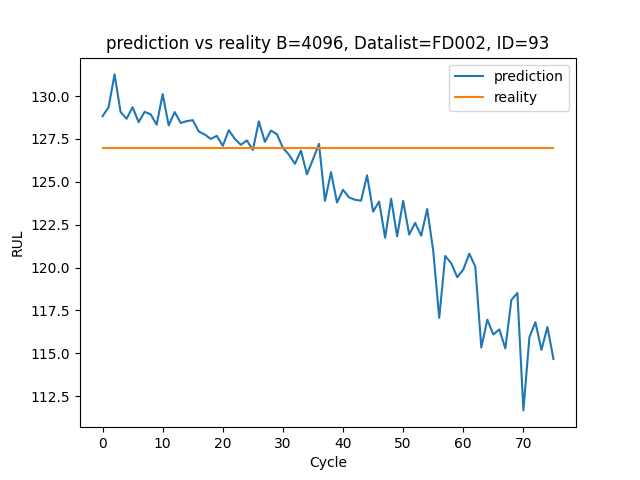 prediction vs reality B=4096, Datalist=FD002, ID=93
prediction
reality
130.0
127.5
125.0
122.5
120.0
117.5
115.0
112.5
RUL
0 10 20 30 40 50 60 70
Cycle